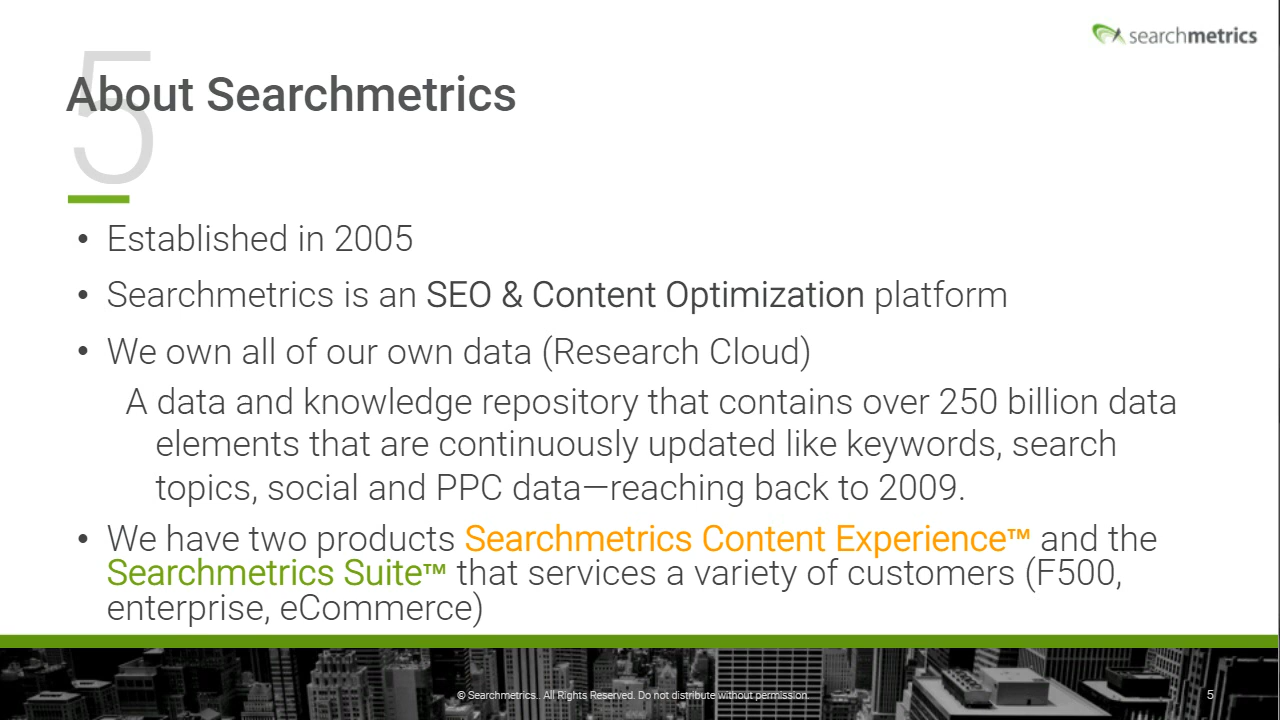 searchmetrics
5
About Searchmetrics
• Established in 2005
• Searchmetrics is an SEO & Content Optimization platform
• We own all of our own data (Research Cloud)
A data and knowledge repository that contains over 250 billion data
elements that are continuously updated like keywords, search
topics, social and PPC data—reaching back to 2009.
• We have two products Searchmetrics Content Experience™ and the
Searchmetrics Suite™ that services a variety of customers (F500,
enterprise, eCommerce)
© Searchmetrics.. All Rights Reserved. Do not distribute without permission.
5